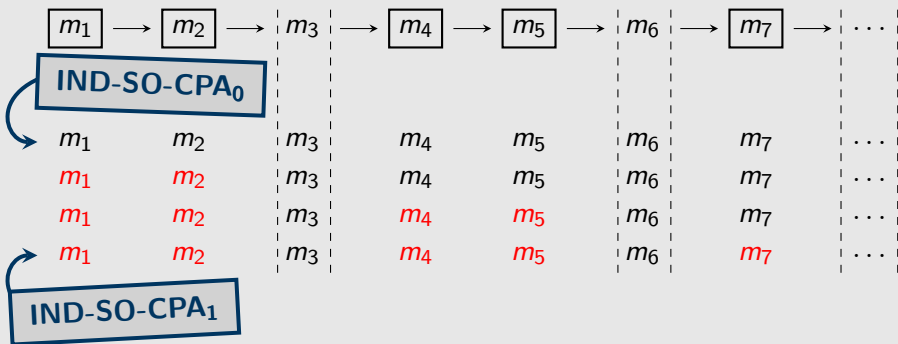 m₁ → m₂ → m₃ → m₄ → m₅ → m₆ → m₇ → ···
IND-SO-CPA₀
m₁ m₂ m₃ m₄ m₅ m₆ m₇ ···
m₁ m₂ m₃ m₄ m₅ m₆ m₇ ···
m₁ m₂ m₃ m₄ m₅ m₆ m₇ ···
m₁ m₂ m₃ m₄ m₅ m₆ m₇ ···
IND-SO-CPA₁